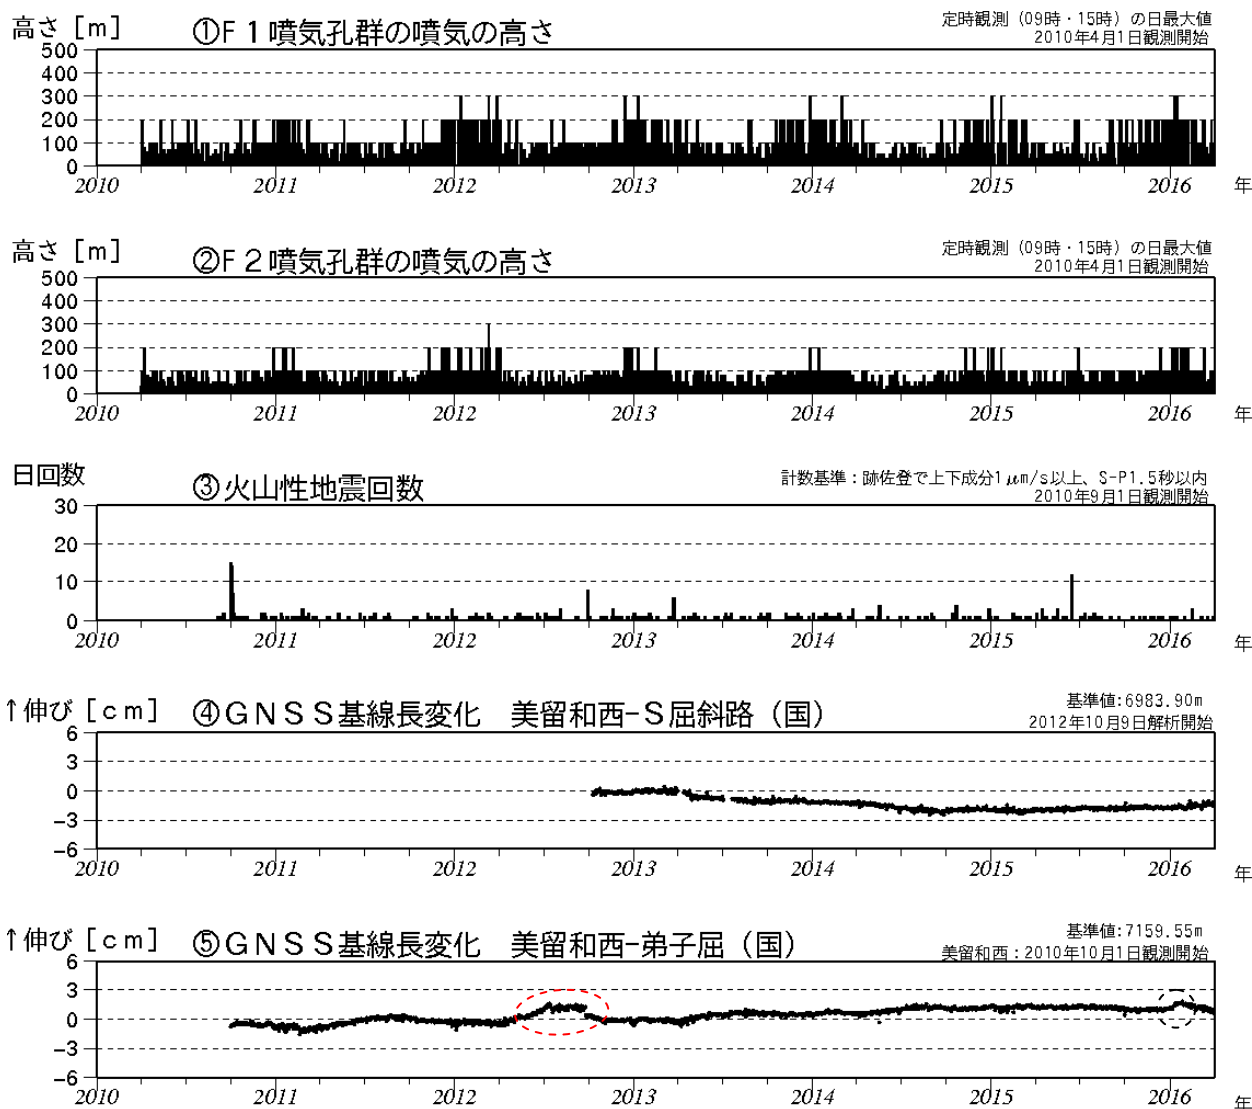 高さ[m] ①F1噴気孔群の噴気の高さ 定時観測(09時・15時)の日最大値
2010年4月1日観測開始
500
400
300
200
100
0
2010 2011 2012 2013 2014 2015 2016 年
高さ[m] ②F2噴気孔群の噴気の高さ 定時観測(09時・15時)の日最大値
2010年4月1日観測開始
500
400
300
200
100
0
2010 2011 2012 2013 2014 2015 2016 年
日回数 ③火山性地震回数 計数基準:跡佐登で上下成分1μm/s以上、S-P1.5秒以内
2010年9月1日観測開始
30
20
10
0
2010 2011 2012 2013 2014 2015 2016 年
↑伸び[cm] ④GNSS基線長変化 美留和西-S屈斜路(国) 基準値:6983.90m
2012年10月9日解析開始
6
3
0
-3
-6
2010 2011 2012 2013 2014 2015 2016 年
↑伸び[cm] ⑤GNSS基線長変化 美留和西-弟子屈(国) 基準値:7159.55m
美留和西:2010年10月1日観測開始
6
3
0
-3
-6
2010 2011 2012 2013 2014 2015 2016 年